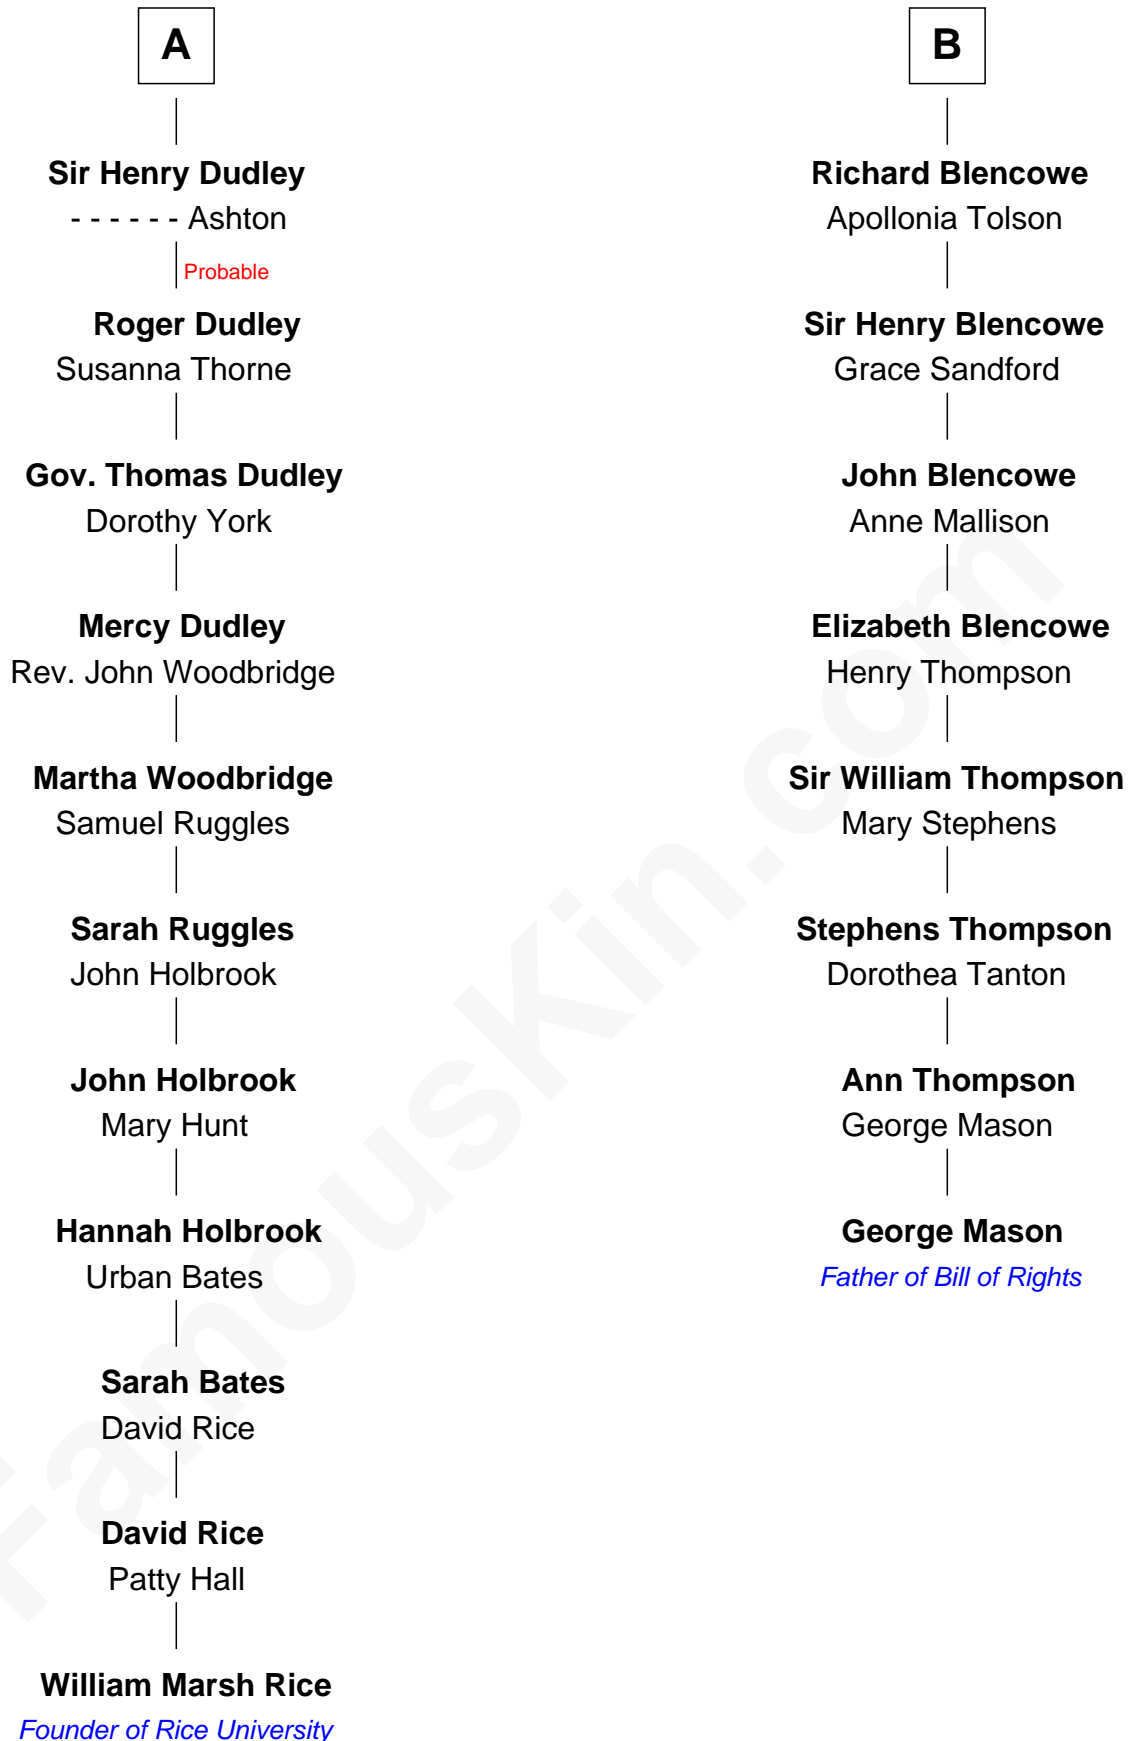 A
Sir Henry Dudley
- - - - - - Ashton
Probable
Roger Dudley
Susanna Thorne
Gov. Thomas Dudley
Dorothy York
Mercy Dudley
Rev. John Woodbridge
Martha Woodbridge
Samuel Ruggles
Sarah Ruggles
John Holbrook
John Holbrook
Mary Hunt
Hannah Holbrook
Urban Bates
Sarah Bates
David Rice
David Rice
Patty Hall
William Marsh Rice
Founder of Rice University
B
Richard Blencowe
Apollonia Tolson
Sir Henry Blencowe
Grace Sandford
John Blencowe
Anne Mallison
Elizabeth Blencowe
Henry Thompson
Sir William Thompson
Mary Stephens
Stephens Thompson
Dorothea Tanton
Ann Thompson
George Mason
George Mason
Father of Bill of Rights
FamousKin.com